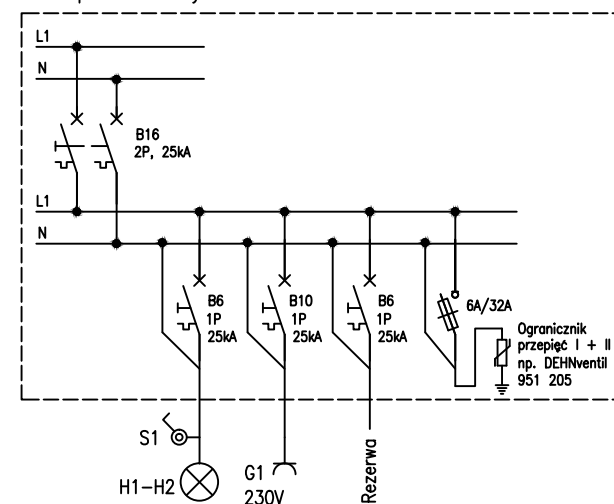 L1
N
B16
2P, 25kA
L1
N
B6
1P
25kA
B10
1P
25kA
B6
1P
25kA
6A/32A
Ogranicznik
przepięć I + II
np. DEHNventil
951 205
S1
H1-H2
G1
230V
Rezerwa